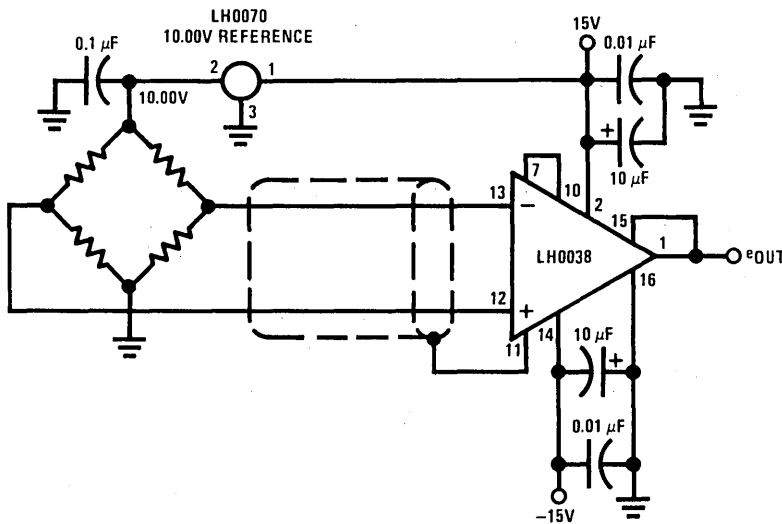 LH0070
10.00V REFERENCE
0.1 μF
2
1
3
10.00V
15V
0.01 μF
+
10 μF
7
10
2
13
−
15
1
LH0038
eOUT
16
12
+
11
14
10 μF
+
0.01 μF
−15V